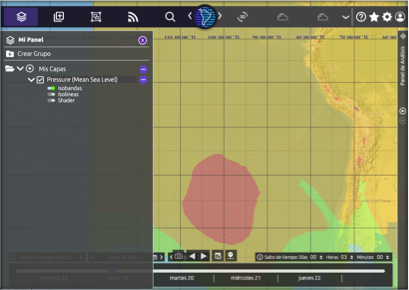 Mi Panel
Crear Grupo
Mis Capas
Pressure (Mean Sea Level)
Isobandas
Isolineas
Shader
Panel de Análisis
ARGENTINA
Salto de tiempo: Días 00 Horas 03 Minutos 00
martes 20 miércoles 21 jueves 22